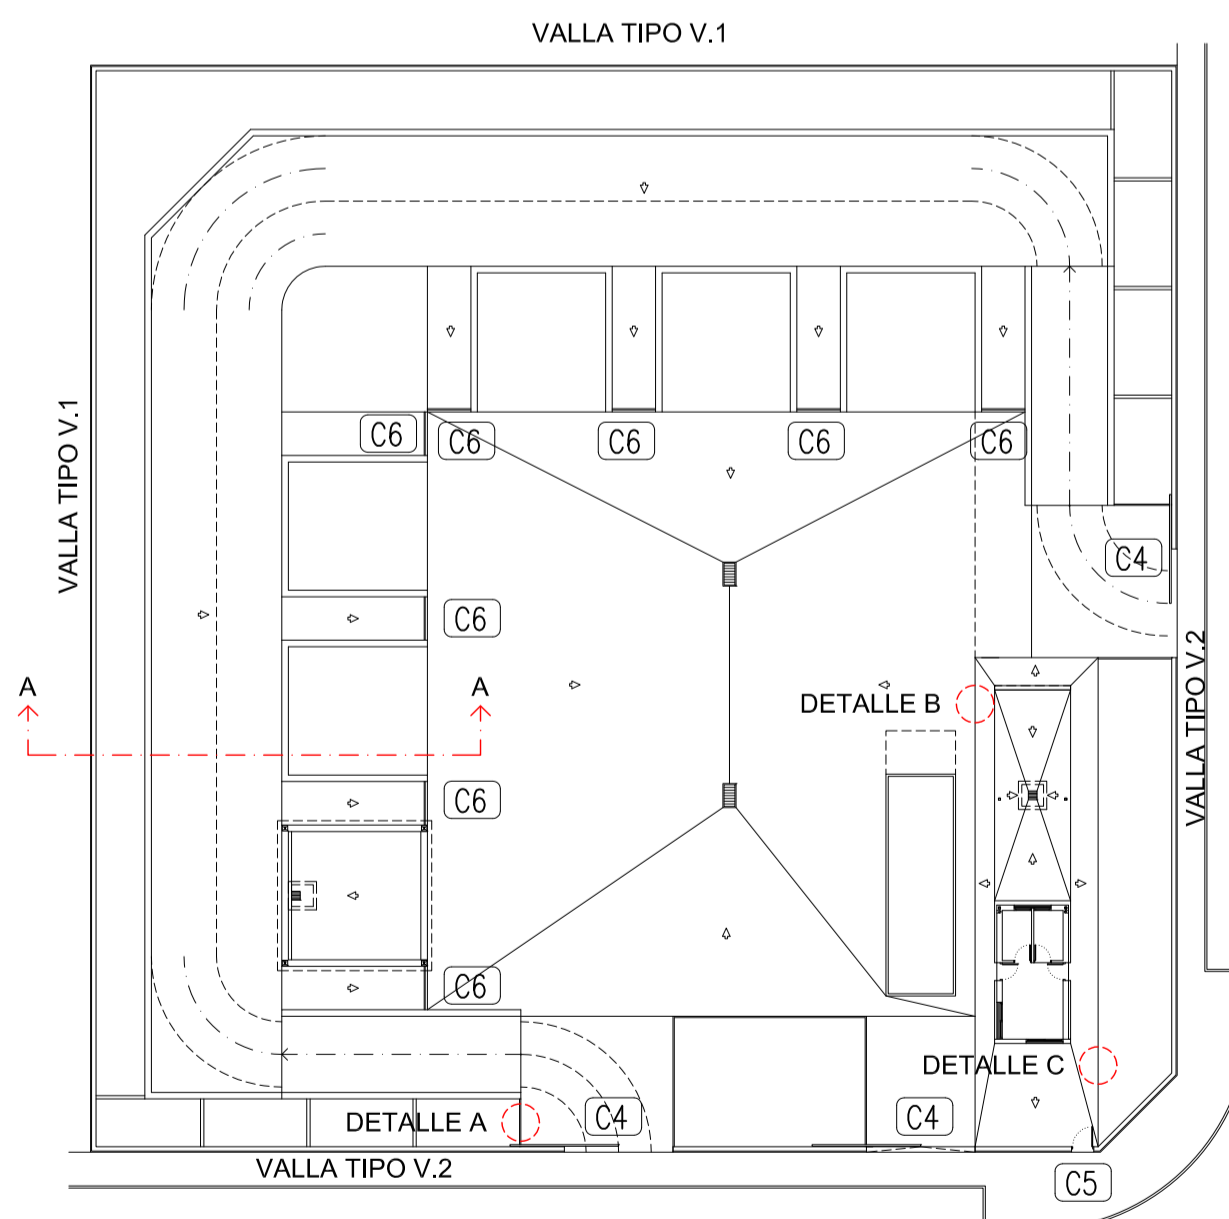 VALLA TIPO V.1
VALLA TIPO V.1
C6
C6
C6
C6
C6
C4
C6
A
A
DETALLE B
VALLA TIPO V.2
C6
C6
DETALLE C
DETALLE A
C4
C4
VALLA TIPO V.2
C5